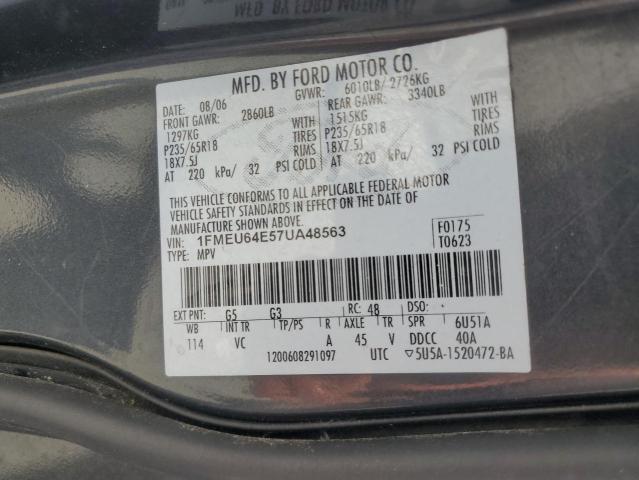 MFD. BY FORD MOTOR CO.
MFD. BY FORD MOTOR CO.
DATE: 08/06 GVWR: 6010LB/ 2726KG
FRONT GAWR: 2860LB REAR GAWR: 3340LB
1297KG 1515KG
P235/65R18 TIRES P235/65R18 TIRES
18X7.5J RIMS 18X7.5J RIMS
AT 220 kPa/ 32 PSI COLD AT 220 kPa/ 32 PSI COLD
THIS VEHICLE CONFORMS TO ALL APPLICABLE FEDERAL MOTOR
VEHICLE SAFETY STANDARDS IN EFFECT ON THE DATE OF
MANUFACTURE SHOWN ABOVE.
VIN: 1FMEU64E57UA48563 F0175
TYPE: MPV T0623
EXT PNT: G5 G3 RC: 48 DSO:
WB INT TR TP/PS R AXLE TR SPR 6U51A
114 VC A 45 V DDCC 40A
1200608291097 UTC ▽5U5A-1520472-BA